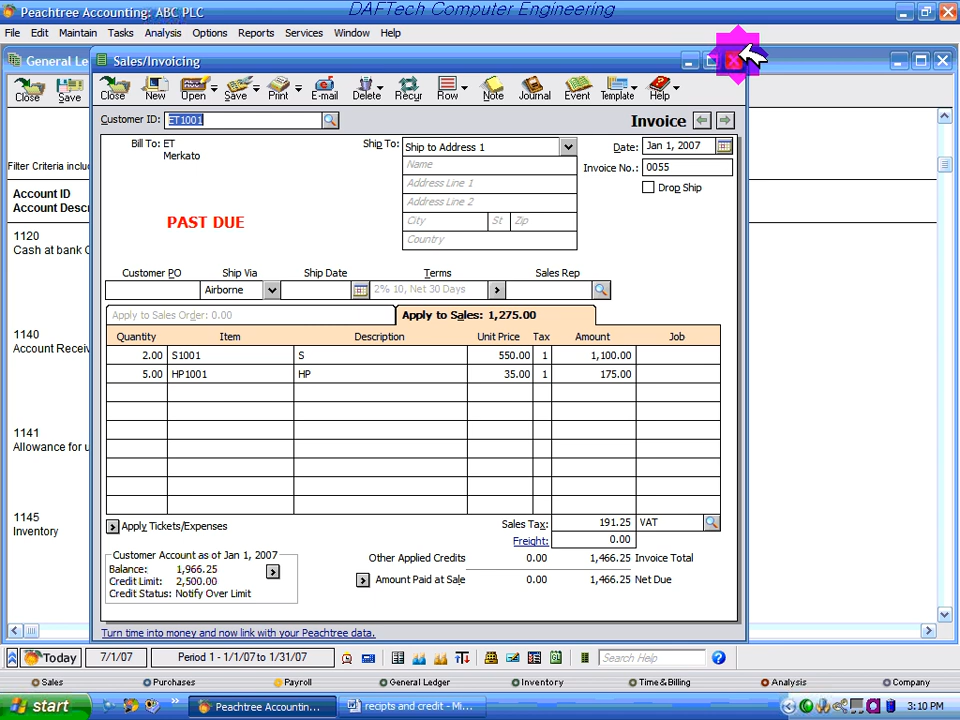 Peachtree Accounting: ABC PLC
DAFTech Computer Engineering
File Edit Maintain Tasks Analysis Options Reports Services Window Help
General Le
Sales/Invoicing
Close Save
Close New Open Save Print E-mail Delete Recur Row Note Journal Event Template Help
Customer ID: ET1001
Invoice
Bill To: ET
Merkato
Ship To: Ship to Address 1
Name
Address Line 1
Address Line 2
City St Zip
Country
Date: Jan 1, 2007
Invoice No.: 0055
Drop Ship
Filter Criteria inclu
Account ID
Account Descr
1120
Cash at bank
1140
Account Receiv
1141
Allowance for u
1145
Inventory
PAST DUE
Customer PO Ship Via Ship Date Terms Sales Rep
Airborne 2% 10, Net 30 Days
Apply to Sales Order: 0.00 Apply to Sales: 1,275.00
Quantity Item Description Unit Price Tax Amount Job
2.00 S1001 S 550.00 1 1,100.00
5.00 HP1001 HP 35.00 1 175.00
Apply Tickets/Expenses
Sales Tax: 191.25 VAT
Freight: 0.00
Other Applied Credits 0.00 1,466.25 Invoice Total
Amount Paid at Sale 0.00 1,466.25 Net Due
Customer Account as of Jan 1, 2007
Balance: 1,966.25
Credit Limit: 2,500.00
Credit Status: Notify Over Limit
Turn time into money and now link with your Peachtree data.
Today 7/1/07 Period 1 - 1/1/07 to 1/31/07 Search Help
Sales Purchases Payroll General Ledger Inventory Time & Billing Analysis Company
start Peachtree Accountin... recipts and credit - Mi... 3:10 PM